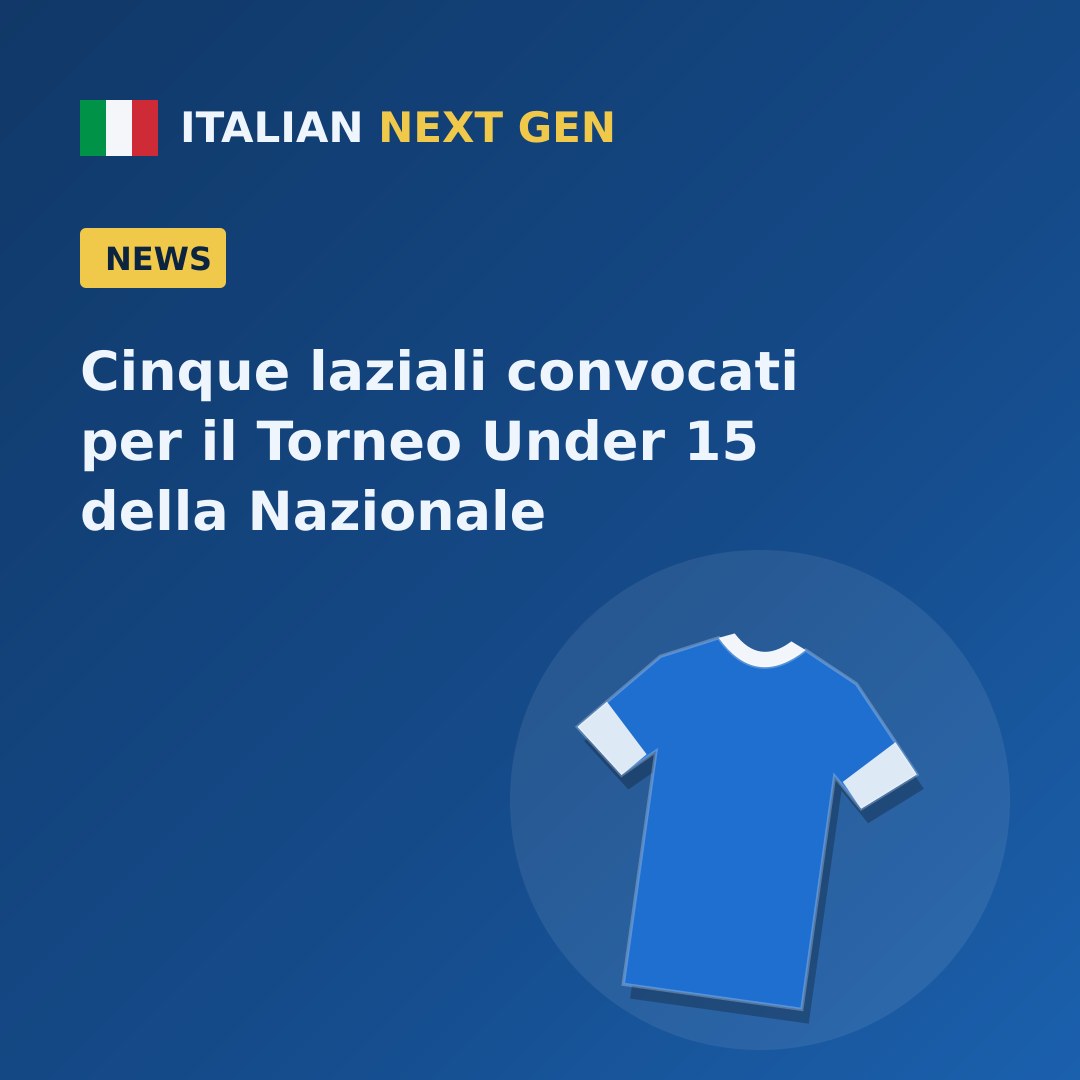 ITALIAN NEXT GEN
NEWS
Cinque laziali convocati
per il Torneo Under 15
della Nazionale